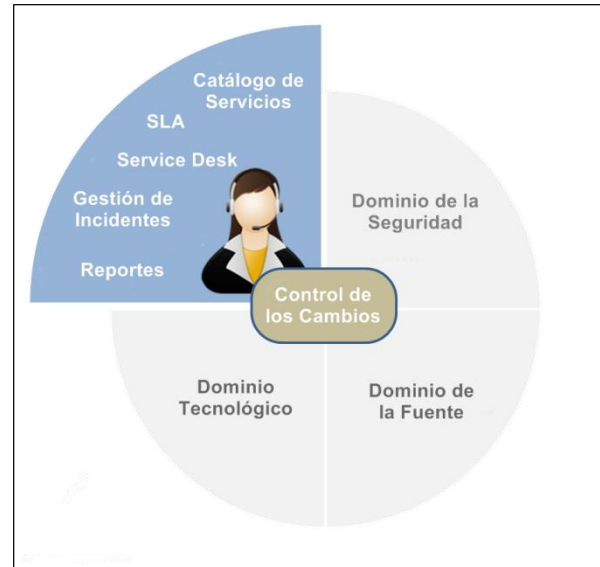 Catálogo de
Servicios
SLA
Service Desk
Gestión de
Incidentes
Reportes
Dominio de la
Seguridad
Control de
los Cambios
Dominio
Tecnológico
Dominio de
la Fuente